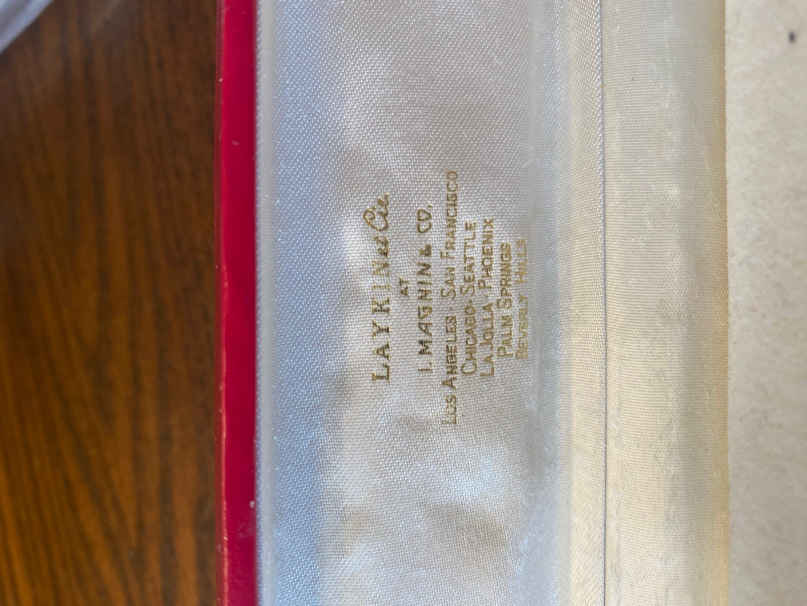 LAYKIN et Cie
AT
I. MAGNIN & CO.
LOS ANGELES · SAN FRANCISCO
CHICAGO · SEATTLE
LA JOLLA · PHOENIX
PALM SPRINGS
BEVERLY HILLS